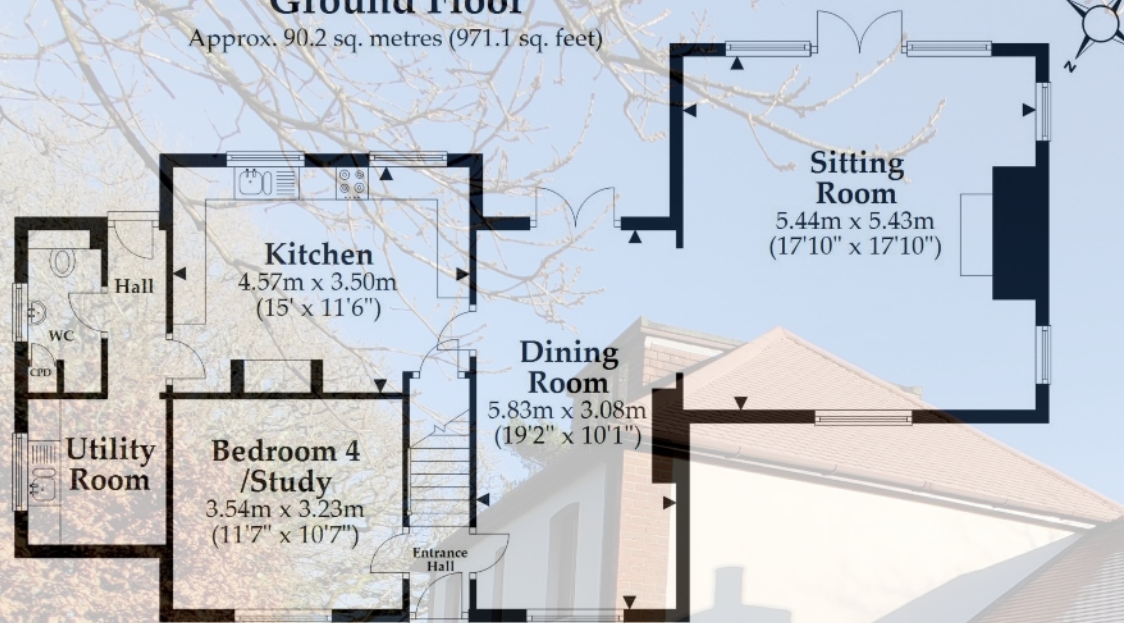 Ground Floor
Approx. 90.2 sq. metres (971.1 sq. feet)
N
Sitting
Room
5.44m x 5.43m
(17'10" x 17'10")
Kitchen
4.57m x 3.50m
(15' x 11'6")
Hall
WC
CPD
Dining
Room
5.83m x 3.08m
(19'2" x 10'1")
Utility
Room
Bedroom 4
/Study
3.54m x 3.23m
(11'7" x 10'7")
Entrance
Hall